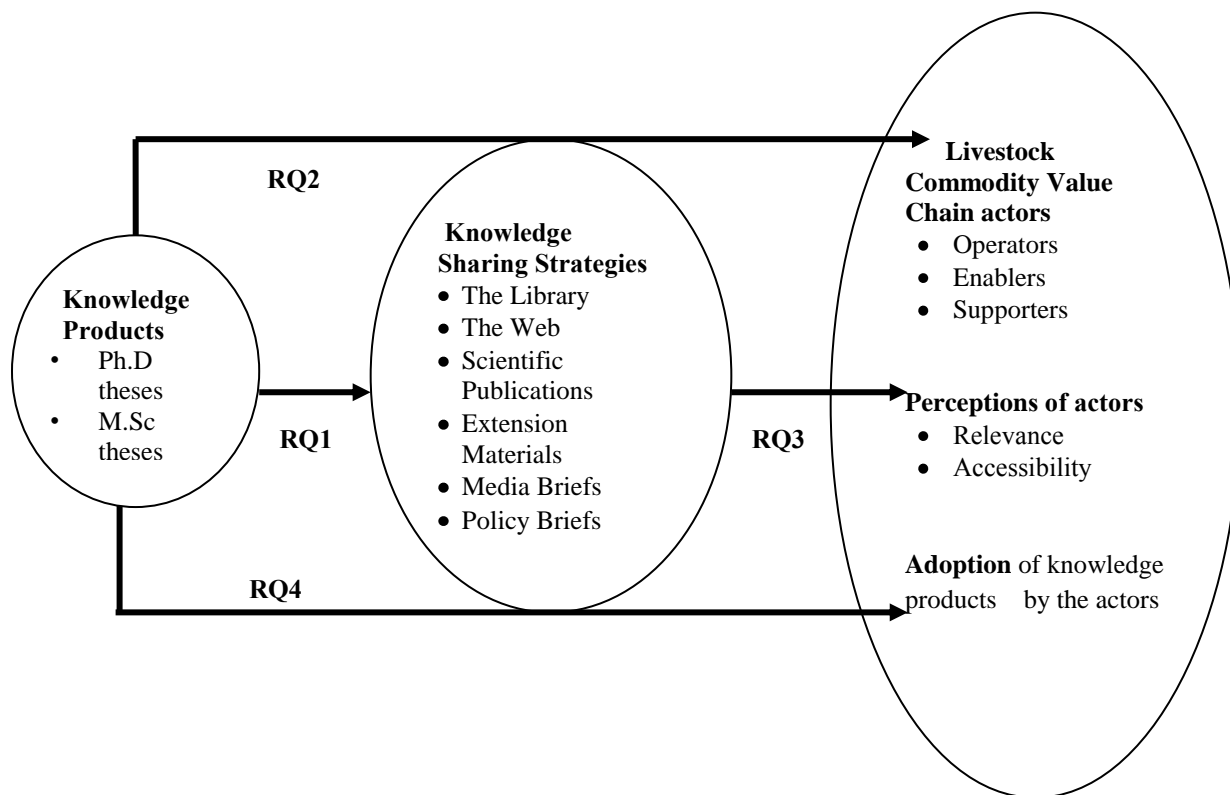 RQ2
Knowledge
Products
• Ph.D
theses
• M.Sc
theses
RQ1
RQ4
Knowledge
Sharing Strategies
• The Library
• The Web
• Scientific
Publications
• Extension
Materials
• Media Briefs
• Policy Briefs
RQ3
Livestock
Commodity Value
Chain actors
• Operators
• Enablers
• Supporters
Perceptions of actors
• Relevance
• Accessibility
Adoption of knowledge
products by the actors